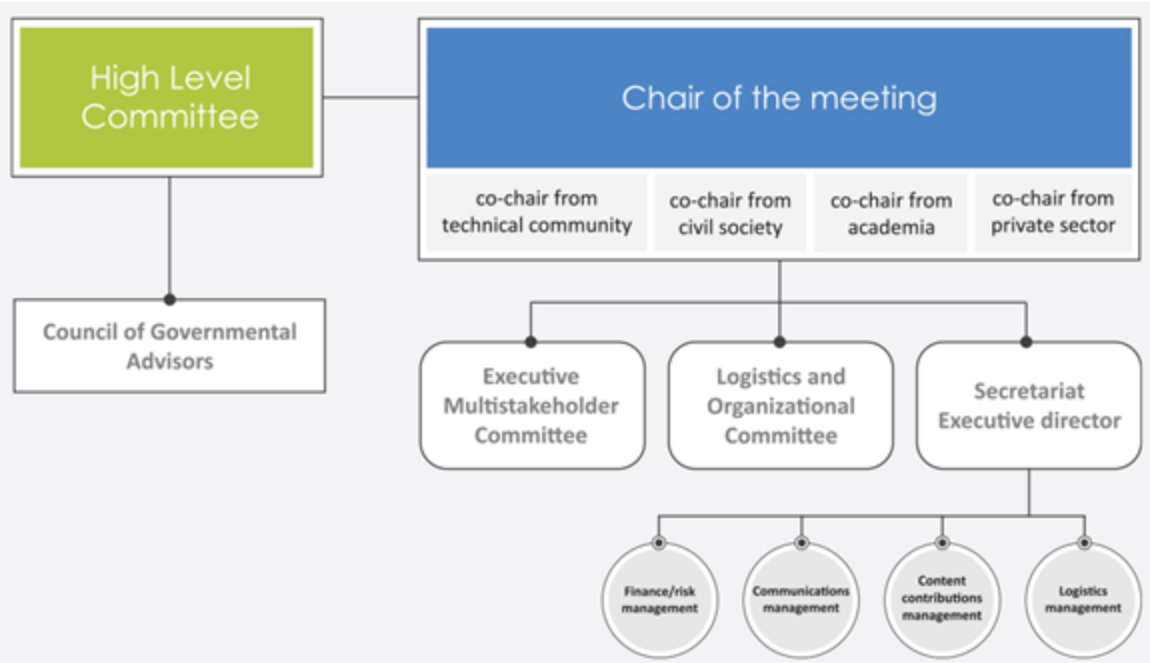 High Level
Committee
Chair of the meeting
co-chair from
technical community
co-chair from
civil society
co-chair from
academia
co-chair from
private sector
Council of Governmental
Advisors
Executive
Multistakeholder
Committee
Logistics and
Organizational
Committee
Secretariat
Executive director
Finance/risk
management
Communications
management
Content
contributions
management
Logistics
management